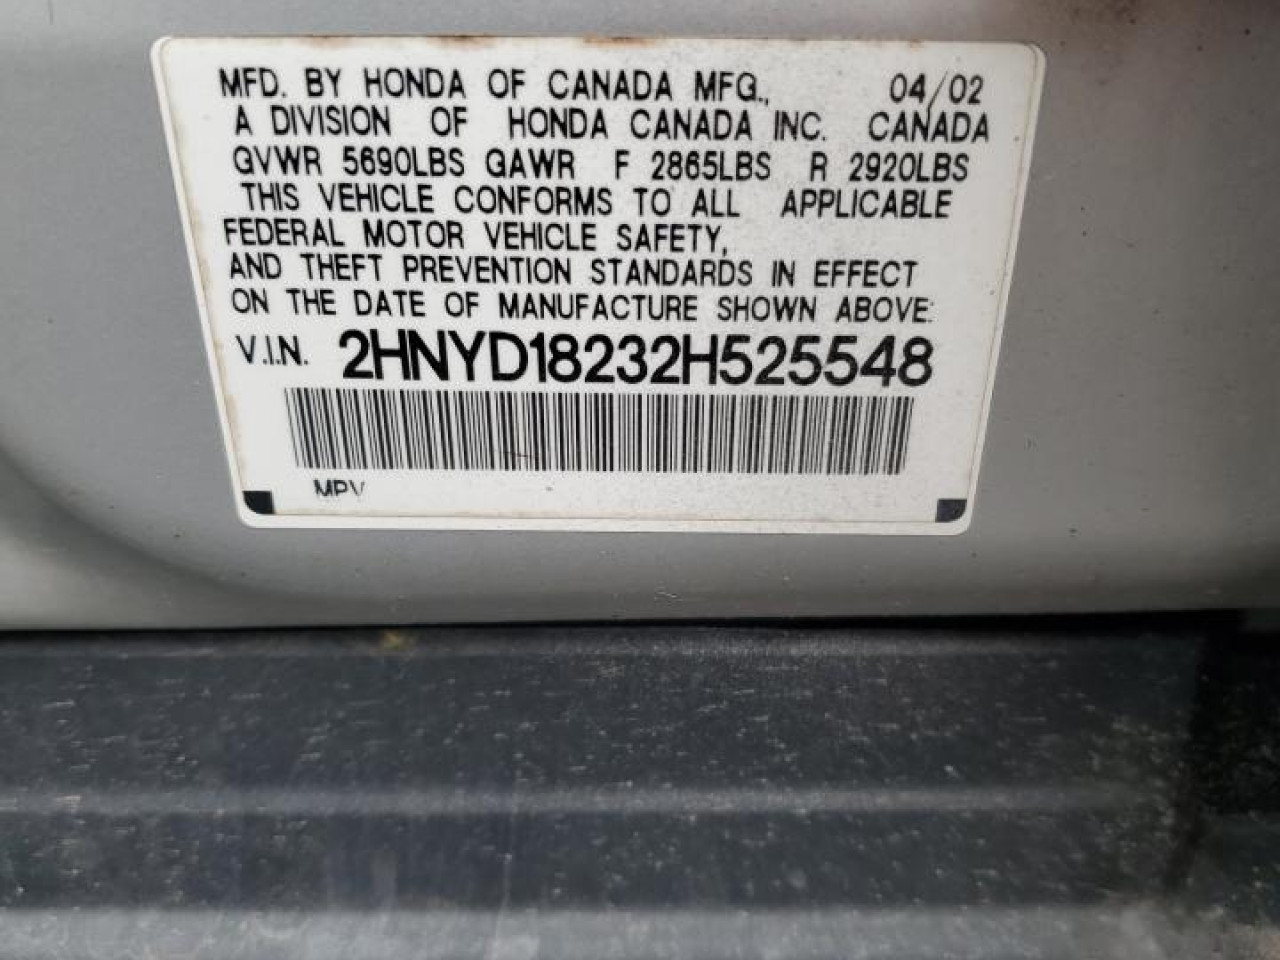 MFD. BY HONDA OF CANADA MFG., 04/02
A DIVISION OF HONDA CANADA INC. CANADA
GVWR 5690LBS GAWR F 2865LBS R 2920LBS
THIS VEHICLE CONFORMS TO ALL APPLICABLE
FEDERAL MOTOR VEHICLE SAFETY,
AND THEFT PREVENTION STANDARDS IN EFFECT
ON THE DATE OF MANUFACTURE SHOWN ABOVE:
V.I.N. 2HNYD18232H525548
MPV